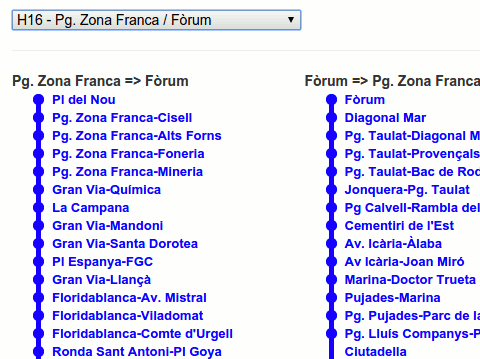 H16 - Pg. Zona Franca / Fòrum
Pg. Zona Franca => Fòrum
Pl del Nou
Pg. Zona Franca-Cisell
Pg. Zona Franca-Alts Forns
Pg. Zona Franca-Foneria
Pg. Zona Franca-Mineria
Gran Via-Química
La Campana
Gran Via-Mandoni
Gran Via-Santa Dorotea
Pl Espanya-FGC
Gran Via-Llançà
Floridablanca-Av. Mistral
Floridablanca-Viladomat
Floridablanca-Comte d'Urgell
Ronda Sant Antoni-Pl Goya
Fòrum => Pg. Zona Franca
Fòrum
Diagonal Mar
Pg. Taulat-Diagonal M
Pg. Taulat-Provençals
Pg. Taulat-Bac de Rod
Jonquera-Pg. Taulat
Pg Calvell-Rambla del
Cementiri de l'Est
Av. Icària-Àlaba
Av Icària-Joan Miró
Marina-Doctor Trueta
Pujades-Marina
Pg. Pujades-Parc de la
Pg. Lluís Companys-P
Ciutadella